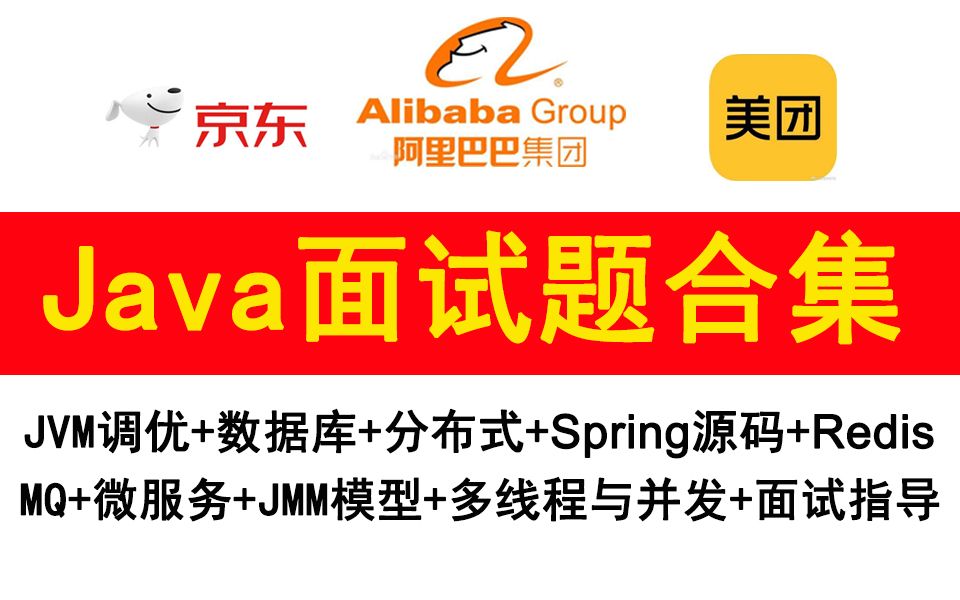 京东
Alibaba Group
阿里巴巴集团
美团
Java面试题合集
JVM调优+数据库+分布式+Spring源码+Redis
MQ+微服务+JMM模型+多线程与并发+面试指导